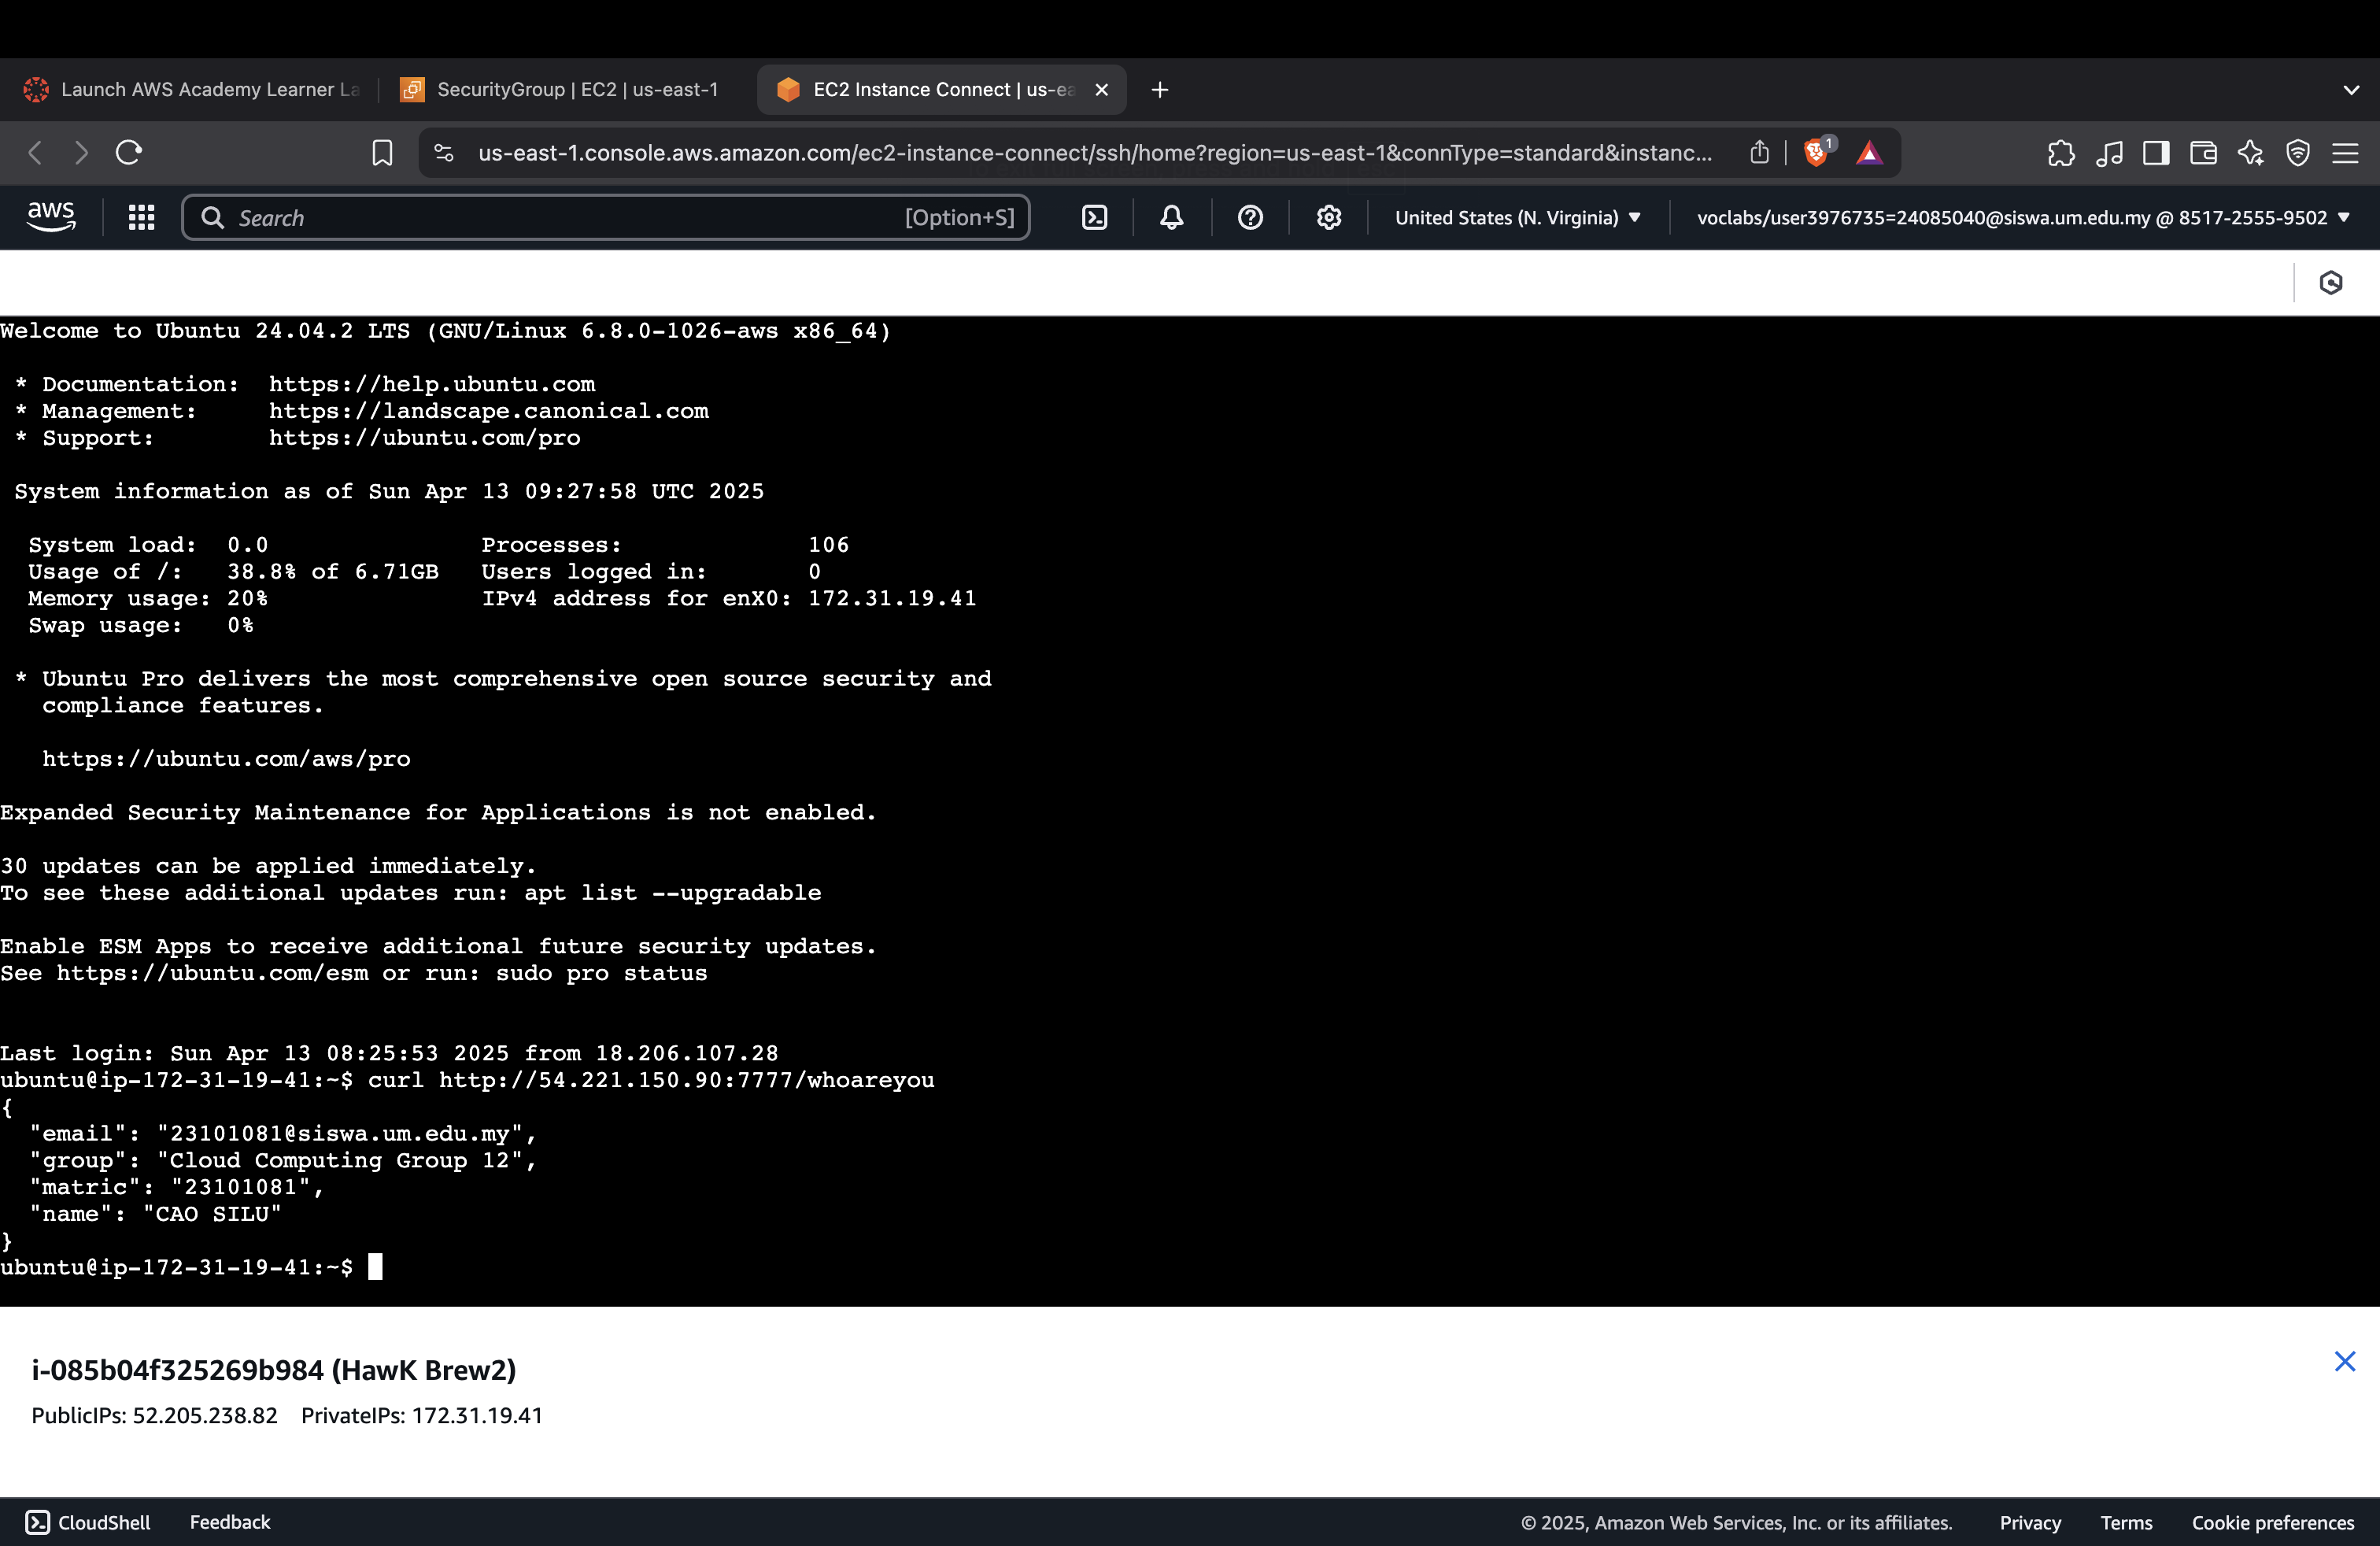 Launch AWS Academy Learner La
SecurityGroup | EC2 | us-east-1
EC2 Instance Connect | us-ea
us-east-1.console.aws.amazon.com/ec2-instance-connect/ssh/home?region=us-east-1&connType=standard&instanc...
1
aws
Search
[Option+S]
United States (N. Virginia)
voclabs/user3976735=24085040@siswa.um.edu.my @ 8517-2555-9502
Welcome to Ubuntu 24.04.2 LTS (GNU/Linux 6.8.0-1026-aws x86_64)
* Documentation:  https://help.ubuntu.com
* Management:     https://landscape.canonical.com
* Support:        https://ubuntu.com/pro
System information as of Sun Apr 13 09:27:58 UTC 2025
System load:  0.0               Processes:             106
Usage of /:   38.8% of 6.71GB   Users logged in:       0
Memory usage: 20%               IPv4 address for enX0: 172.31.19.41
Swap usage:   0%
* Ubuntu Pro delivers the most comprehensive open source security and
compliance features.
https://ubuntu.com/aws/pro
Expanded Security Maintenance for Applications is not enabled.
30 updates can be applied immediately.
To see these additional updates run: apt list --upgradable
Enable ESM Apps to receive additional future security updates.
See https://ubuntu.com/esm or run: sudo pro status
Last login: Sun Apr 13 08:25:53 2025 from 18.206.107.28
ubuntu@ip-172-31-19-41:~$ curl http://54.221.150.90:7777/whoareyou
{
"email": "23101081@siswa.um.edu.my",
"group": "Cloud Computing Group 12",
"matric": "23101081",
"name": "CAO SILU"
}
ubuntu@ip-172-31-19-41:~$
i-085b04f325269b984 (HawK Brew2)
PublicIPs: 52.205.238.82    PrivateIPs: 172.31.19.41
CloudShell
Feedback
© 2025, Amazon Web Services, Inc. or its affiliates.
Privacy
Terms
Cookie preferences